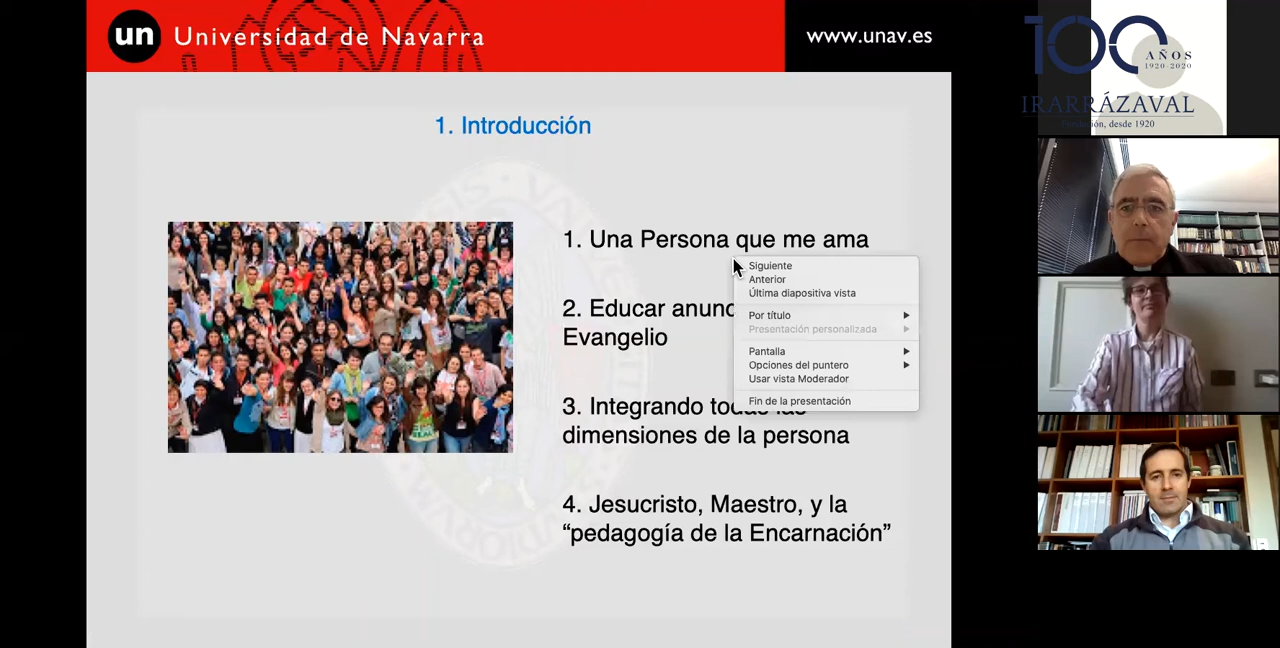 un Universidad de Navarra
www.unav.es
100 AÑOS
1920-2020
IRARRÁZAVAL
Fundación, desde 1920
1. Introducción
1. Una Persona que me ama
2. Educar anunc
Evangelio
3. Integrando todas las
dimensiones de la persona
4. Jesucristo, Maestro, y la
“pedagogía de la Encarnación”
Siguiente
Anterior
Última diapositiva vista
Por título
Presentación personalizada
Pantalla
Opciones del puntero
Usar vista Moderador
Fin de la presentación